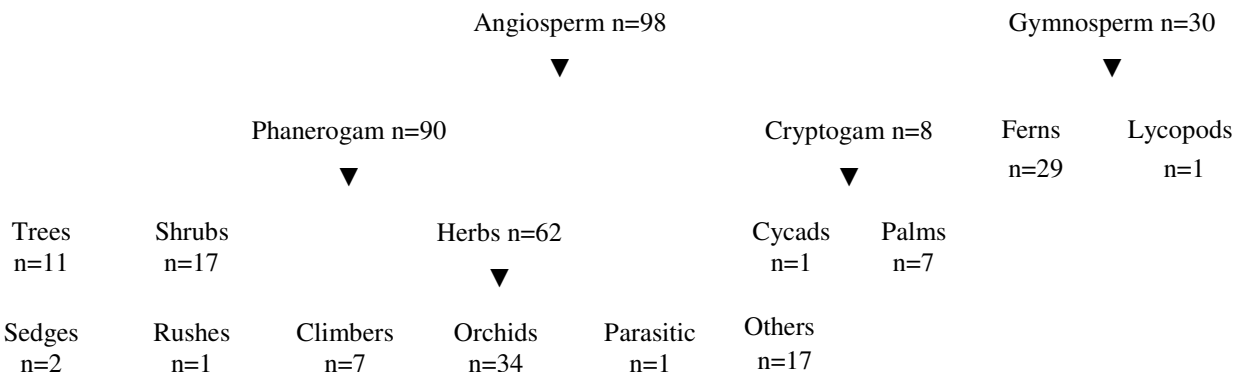 Angiosperm n=98 Gymnosperm n=30
▼ ▼
Phanerogam n=90 Cryptogam n=8 Ferns Lycopods
n=29 n=1
▼ ▼
Trees Shrubs Herbs n=62 Cycads Palms
n=11 n=17 n=1 n=7
▼
Sedges Rushes Climbers Orchids Parasitic Others
n=2 n=1 n=7 n=34 n=1 n=17